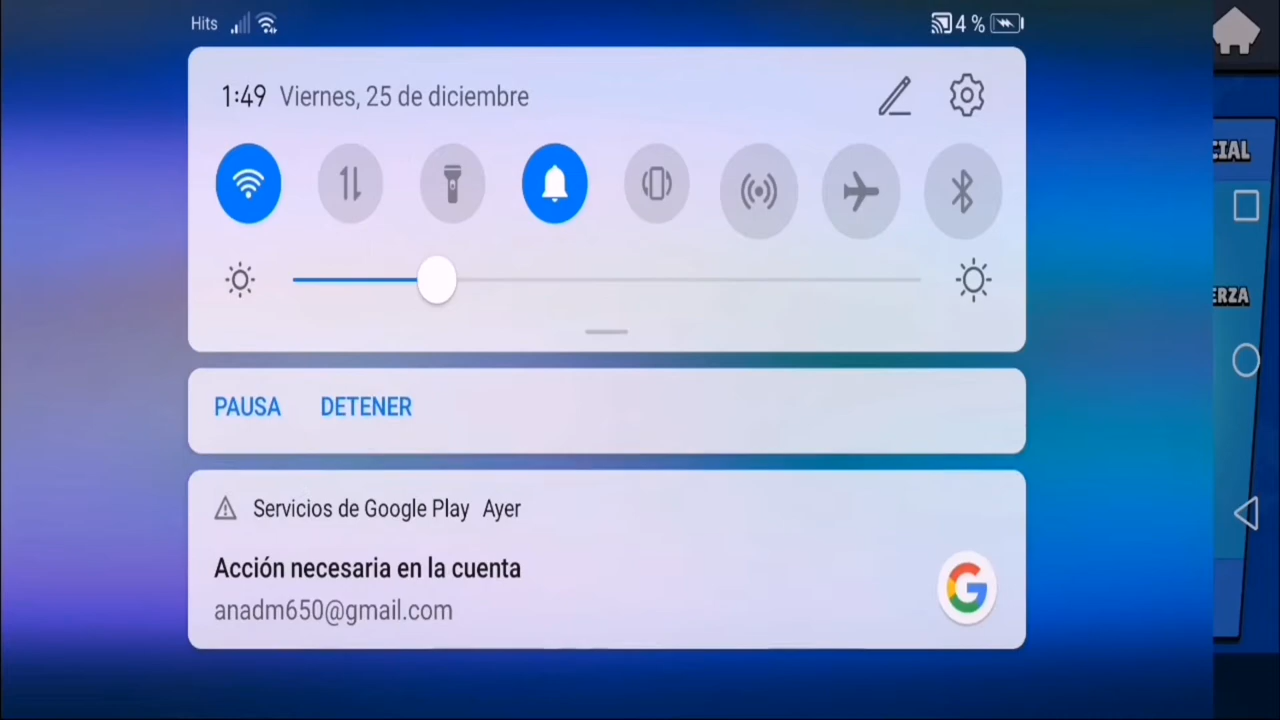 Hits
4 %
1:49 Viernes, 25 de diciembre
PAUSA DETENER
Servicios de Google Play Ayer
Acción necesaria en la cuenta
anadm650@gmail.com
CIAL
ERZA